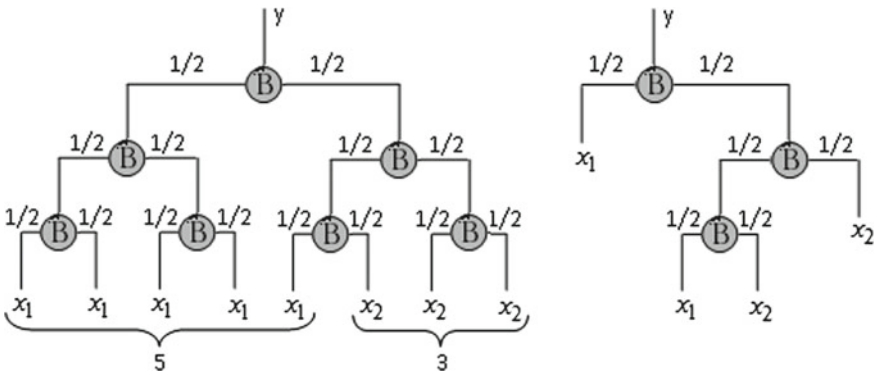 y y
1/2 1/2 1/2 1/2
B B
x₁
1/2 1/2 1/2 1/2 1/2 1/2
B B B
1/2 1/2 1/2 1/2 1/2 1/2 1/2 1/2 1/2 1/2
B B B B B
x₂
x₁ x₁ x₁ x₁ x₁ x₂ x₂ x₂ x₁ x₂
5 3